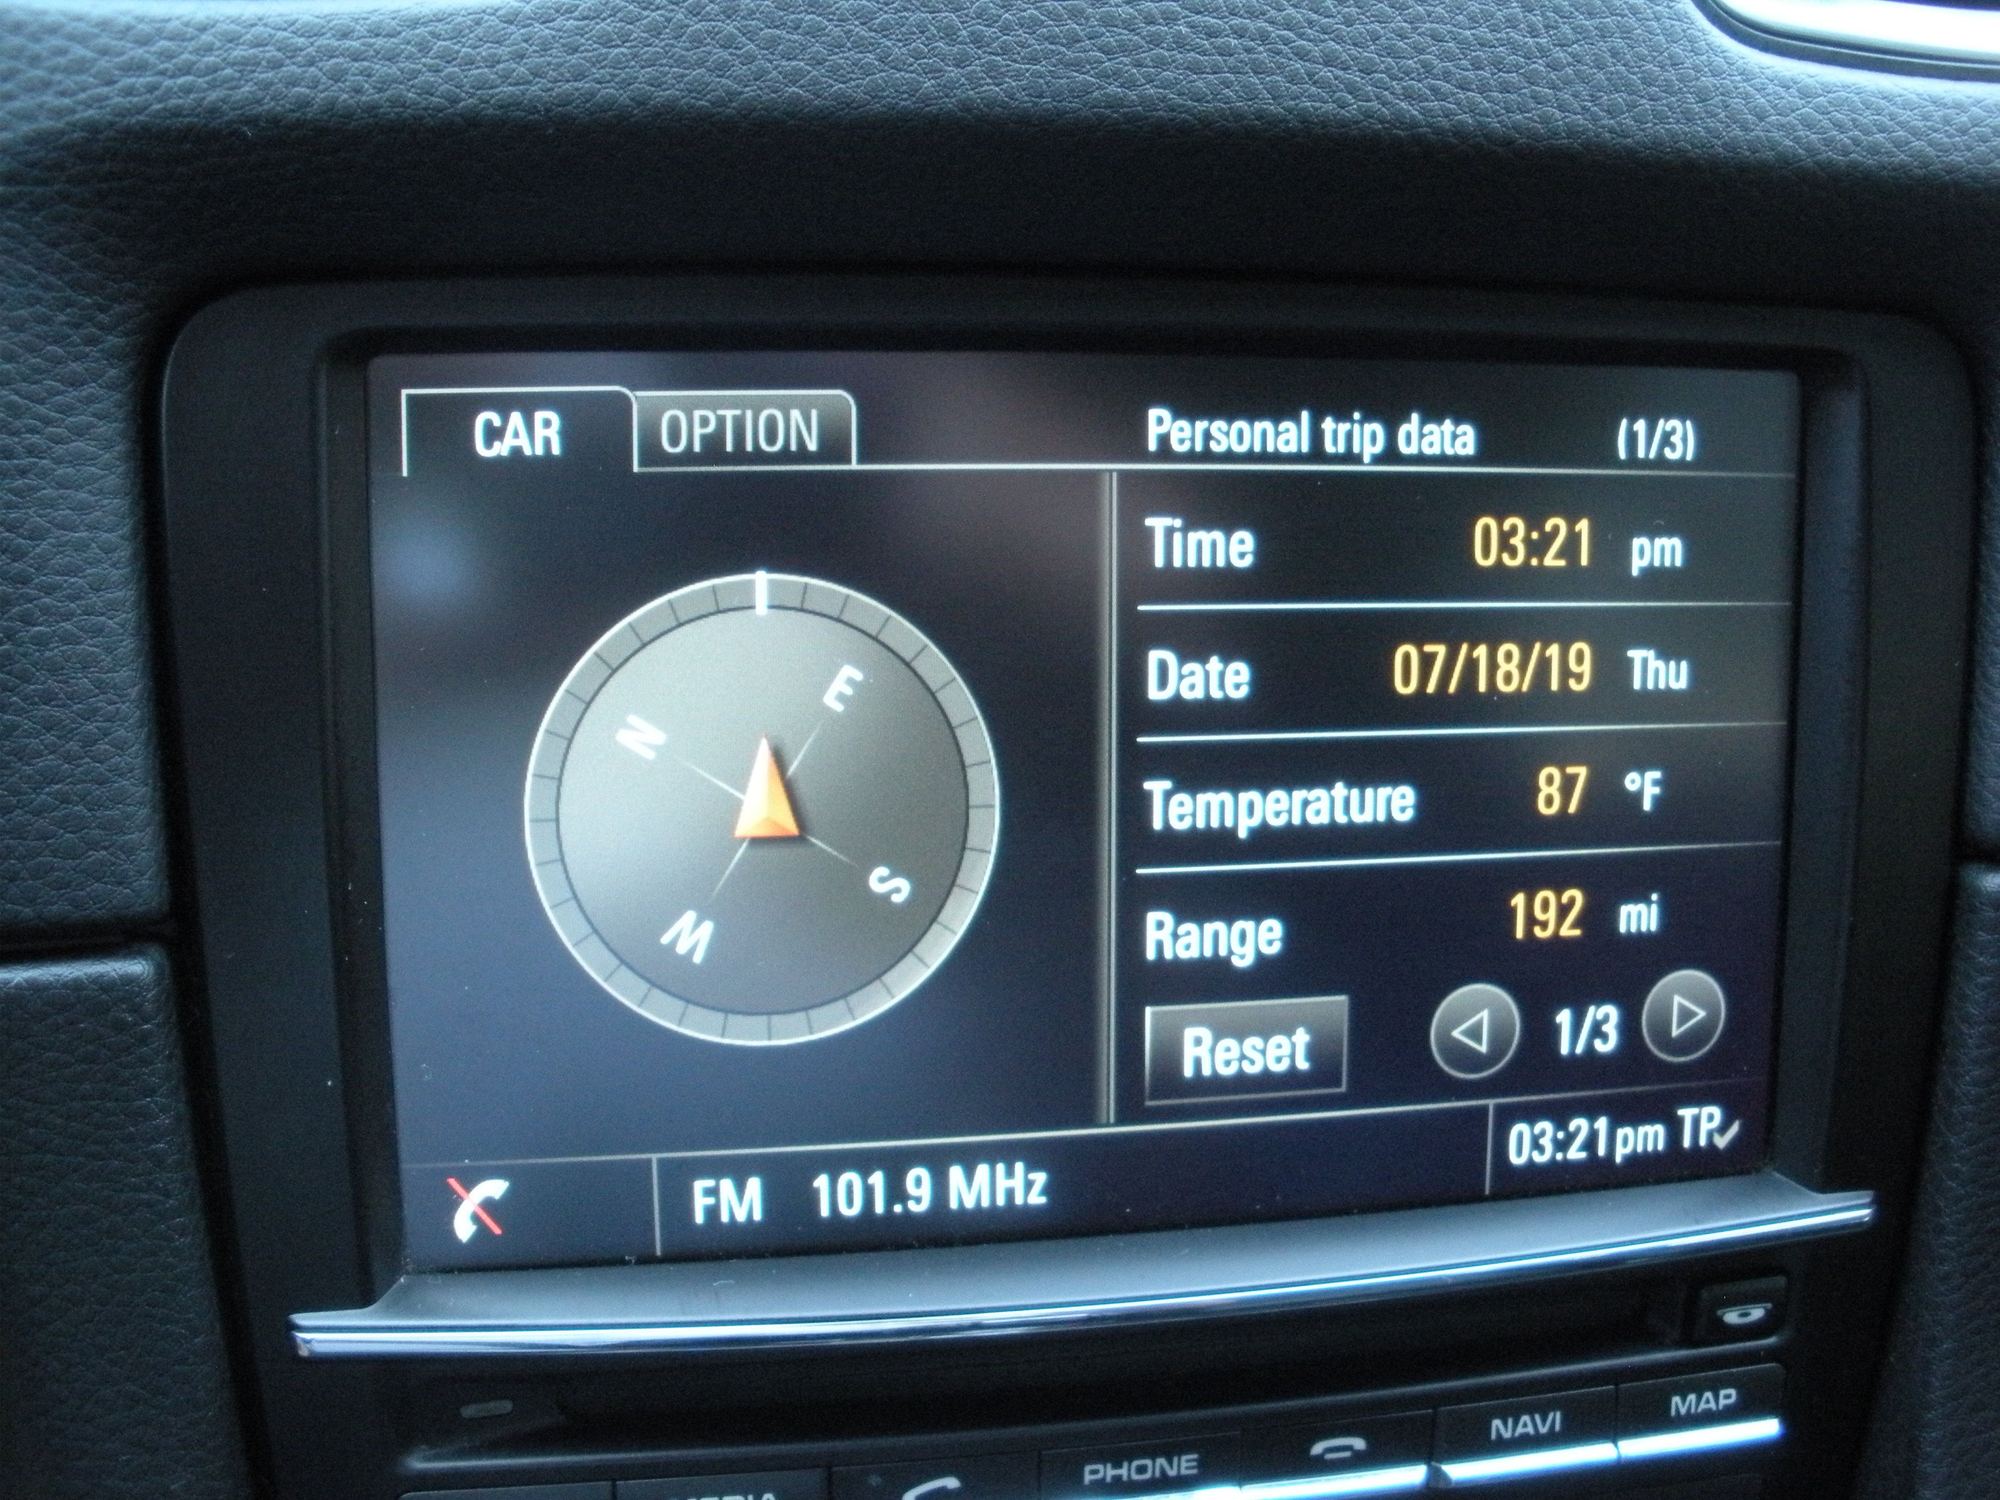 CAR OPTION Personal trip data (1/3)
Time 03:21 pm
Date 07/18/19 Thu
Temperature 87 °F
Range 192 mi
Reset 1/3
N E S W
FM 101.9 MHz 03:21pm TP
PHONE NAVI MAP
MEDIA